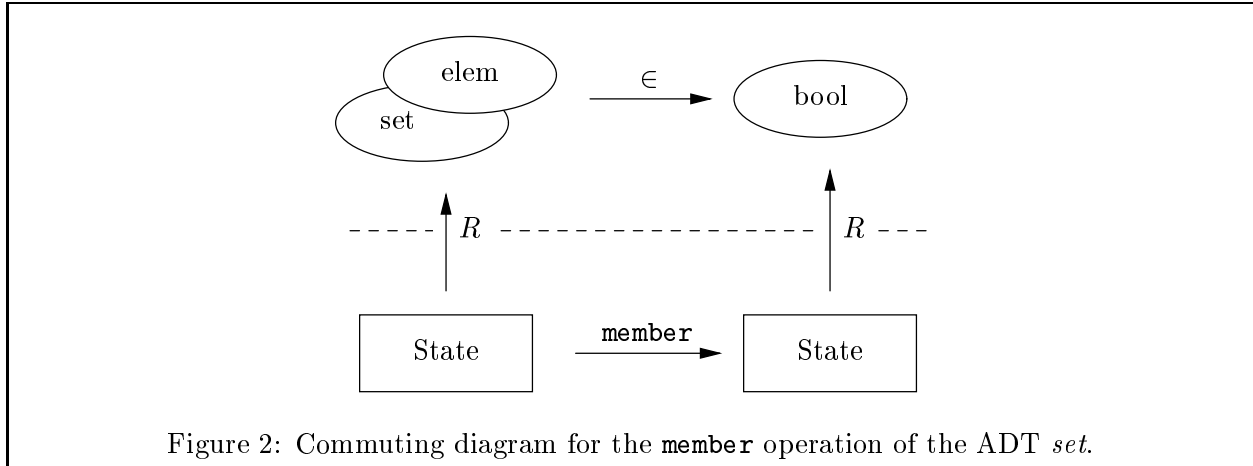 elem
∈
bool
set
R
R
State
member
State
Figure 2: Commuting diagram for the member operation of the ADT set.